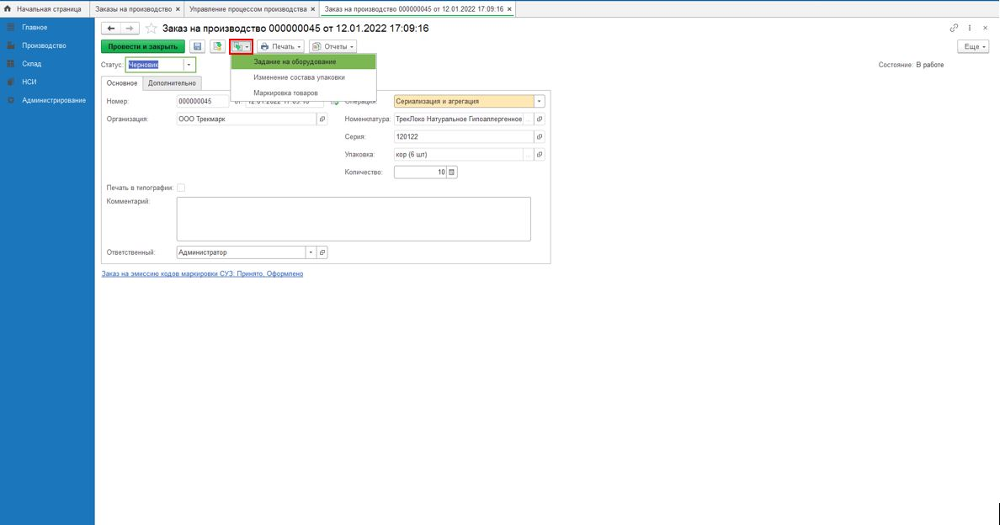 Начальная страница
Заказы на производство ×
Управление процессом производства ×
Заказ на производство 000000045 от 12.01.2022 17:09:16 ×
Главное
Производство
Склад
НСИ
Администрирование
Заказ на производство 000000045 от 12.01.2022 17:09:16
Провести и закрыть
Печать
Отчеты
Еще
Статус: Черновик
Состояние: В работе
Задание на оборудование
Изменение состава упаковки
Маркировка товаров
Основное
Дополнительно
Номер: 000000045 от: 12.01.2022 17:09:16
Операция: Сериализация и агрегация
Организация: ООО Трекмарк
Номенклатура: ТрекЛоко Натуральное Гипоаллергенное ...
Серия: 120122
Упаковка: кор (6 шт) ...
Количество: 10
Печать в типографии:
Комментарий:
Ответственный: Администратор
Заказ на эмиссию кодов маркировки СУЗ: Принято, Оформлено